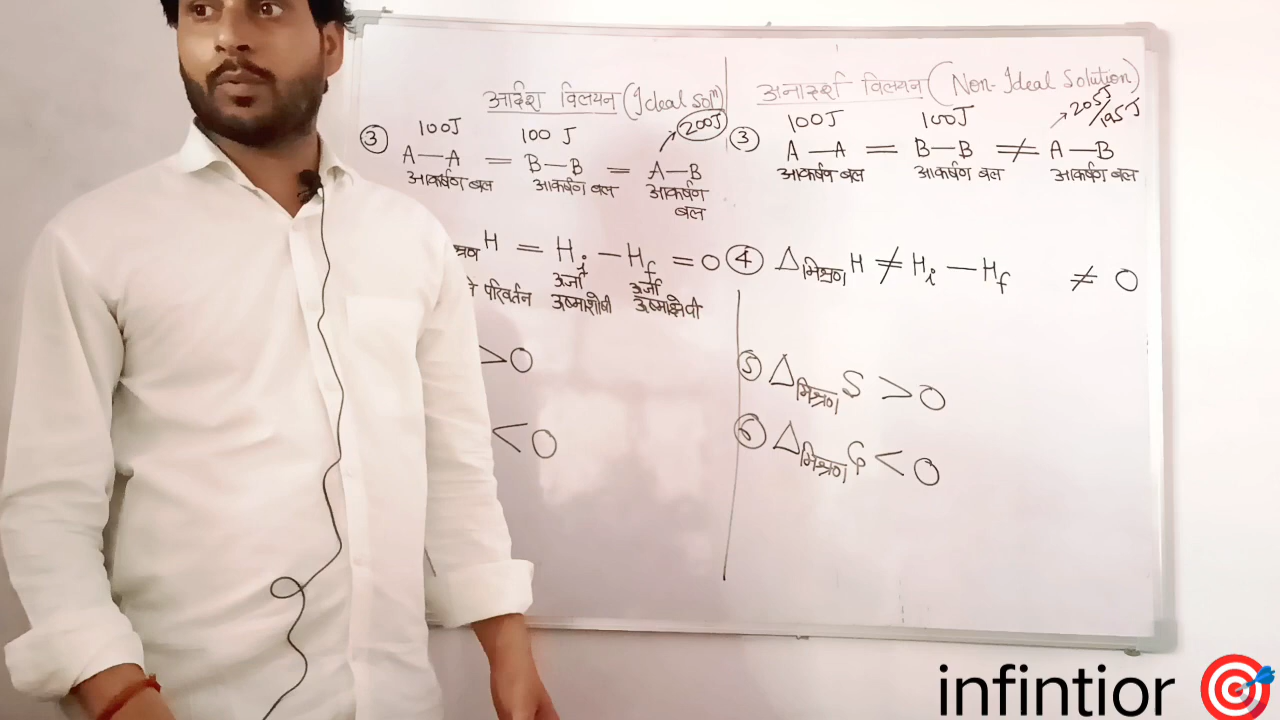 आदर्श विलयन (Ideal solⁿ)
③ 100J 100 J 200J
A—A = B—B = A—B
आकर्षण बल आकर्षण बल आकर्षण
बल
H = Hi — Hf = 0
ऊर्जा ऊर्जा
परिवर्तन ऊष्माशोषी
>0
<0
अनादर्श विलयन (Non-Ideal Solution)
③ 100J 100J 205J/195J
A—A = B—B ≠ A—B
आकर्षण बल आकर्षण बल आकर्षण बल
④ Δमिश्रण H ≠ Hi — Hf ≠ 0
⑤ Δमिश्रण S > 0
⑥ Δमिश्रण G < 0
infintior